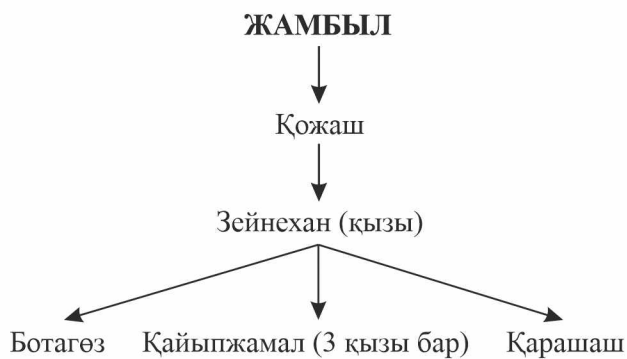 ЖАМБЫЛ
Қожаш
Зейнехан (қызы)
Ботагөз Қайыпжамал (3 қызы бар) Қарашаш